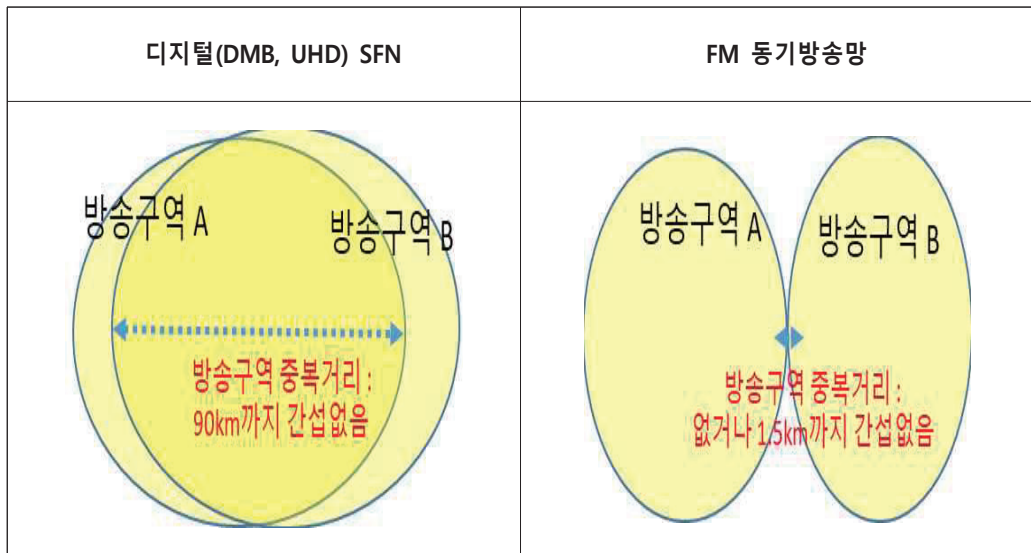 디지털(DMB, UHD) SFN
FM 동기방송망
방송구역 A
방송구역 B
방송구역 중복거리 :
90km까지 간섭없음
방송구역 A
방송구역 B
방송구역 중복거리 :
없거나 1.5km까지 간섭없음